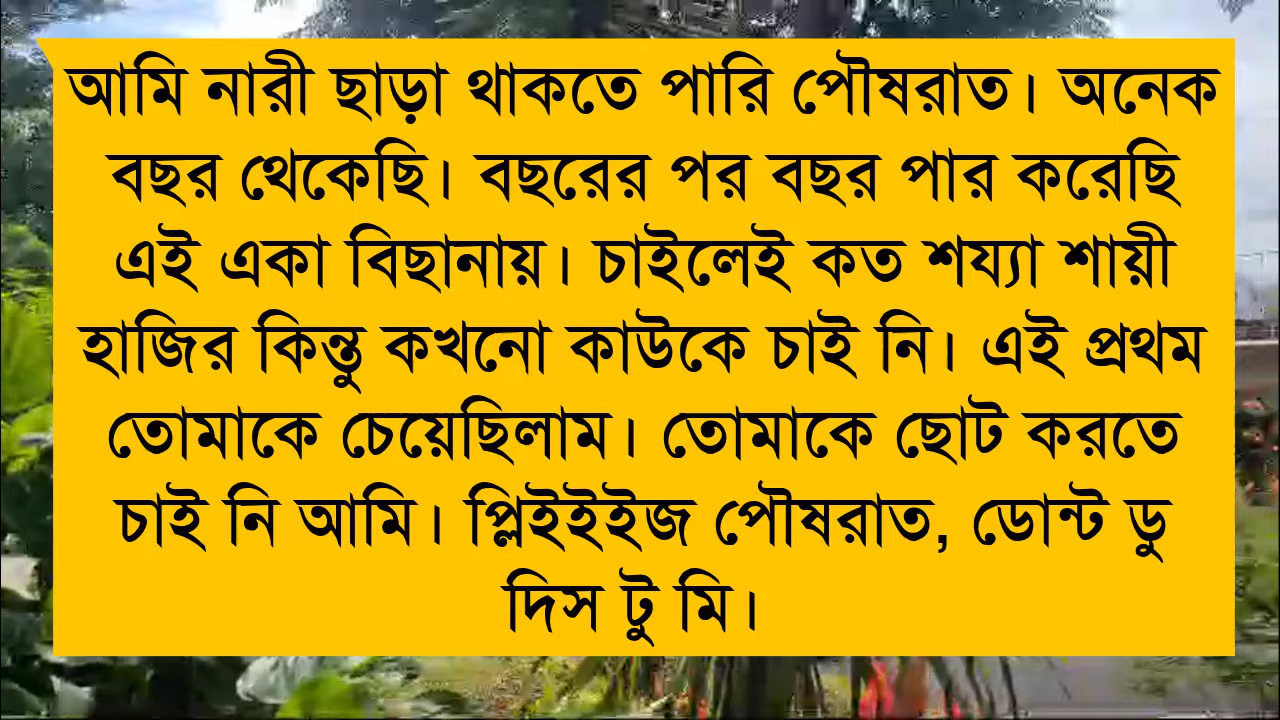 আমি নারী ছাড়া থাকতে পারি পৌষরাত। অনেক
বছর থেকেছি। বছরের পর বছর পার করেছি
এই একা বিছানায়। চাইলেই কত শয্যা শায়ী
হাজির কিন্তু কখনো কাউকে চাই নি। এই প্রথম
তোমাকে চেয়েছিলাম। তোমাকে ছোট করতে
চাই নি আমি। প্লিইইইজ পৌষরাত, ডোন্ট ডু
দিস টু মি।